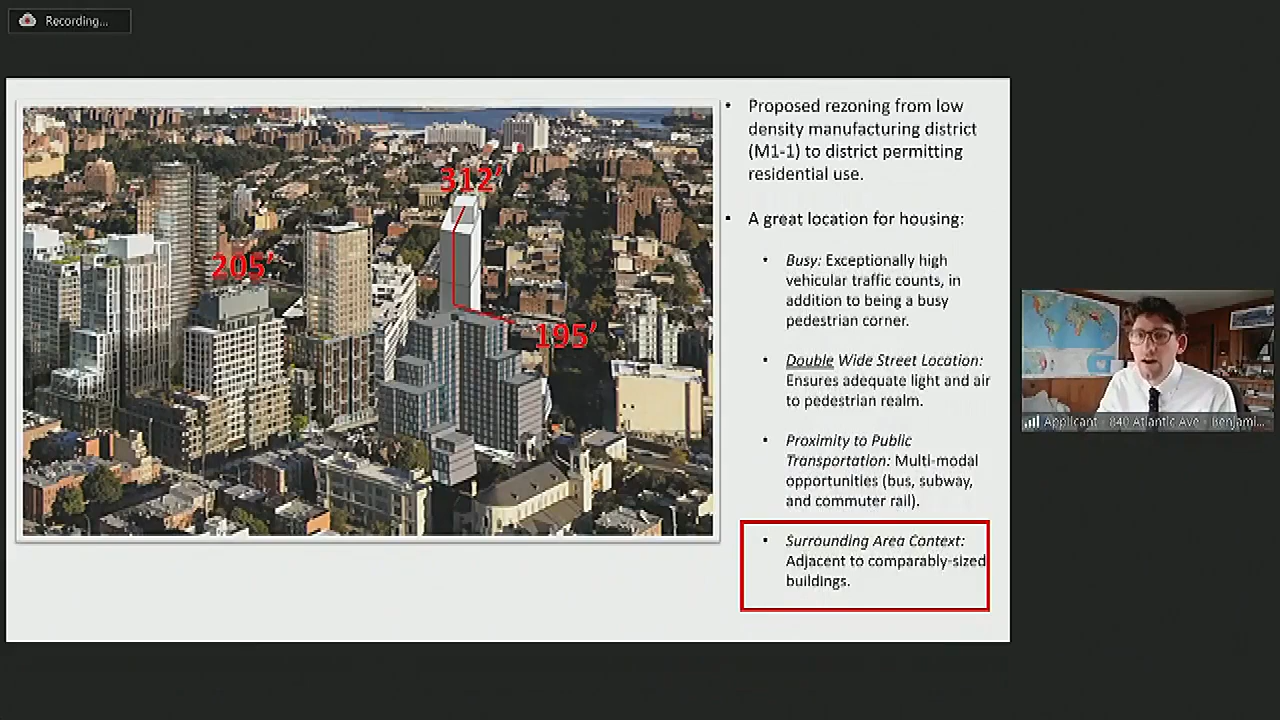 Recording...
312’
205’
195’
• Proposed rezoning from low
density manufacturing district
(M1-1) to district permitting
residential use.
• A great location for housing:
• Busy: Exceptionally high
vehicular traffic counts, in
addition to being a busy
pedestrian corner.
• Double Wide Street Location:
Ensures adequate light and air
to pedestrian realm.
• Proximity to Public
Transportation: Multi-modal
opportunities (bus, subway,
and commuter rail).
• Surrounding Area Context:
Adjacent to comparably-sized
buildings.
Applicant - 840 Atlantic Ave - Benjami...